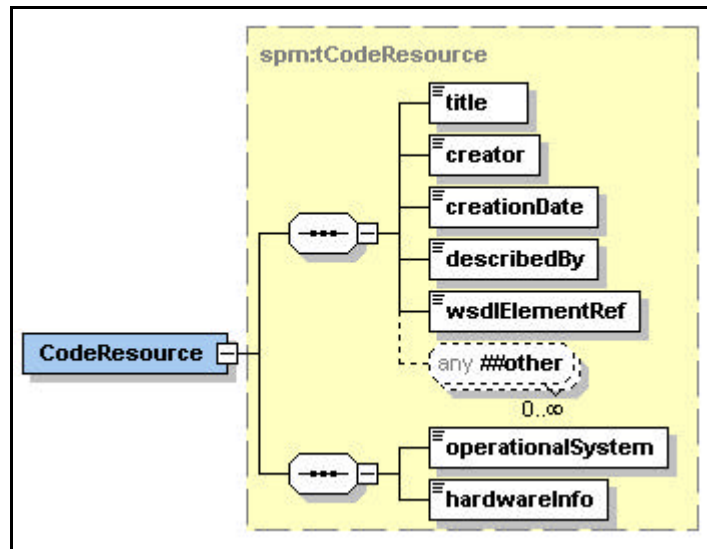 spm:tCodeResource
title
creator
creationDate
describedBy
wsdlElementRef
any ##other
0..∞
CodeResource
operationalSystem
hardwareInfo